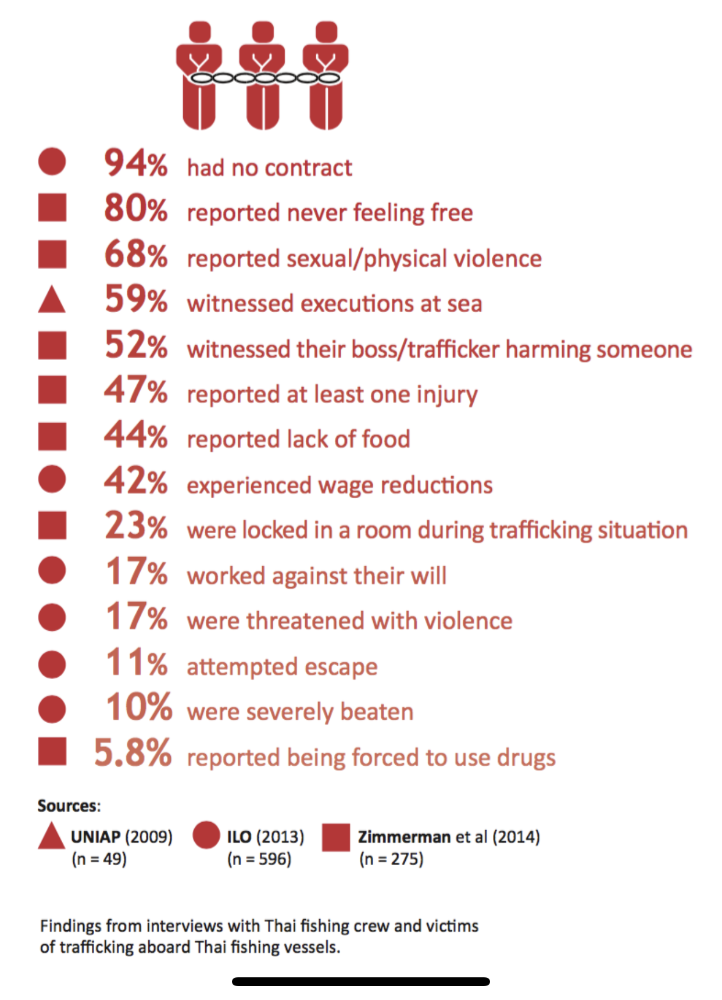 94% had no contract
80% reported never feeling free
68% reported sexual/physical violence
59% witnessed executions at sea
52% witnessed their boss/trafficker harming someone
47% reported at least one injury
44% reported lack of food
42% experienced wage reductions
23% were locked in a room during trafficking situation
17% worked against their will
17% were threatened with violence
11% attempted escape
10% were severely beaten
5.8% reported being forced to use drugs
Sources:
UNIAP (2009) ILO (2013) Zimmerman et al (2014)
(n = 49) (n = 596) (n = 275)
Findings from interviews with Thai fishing crew and victims
of trafficking aboard Thai fishing vessels.